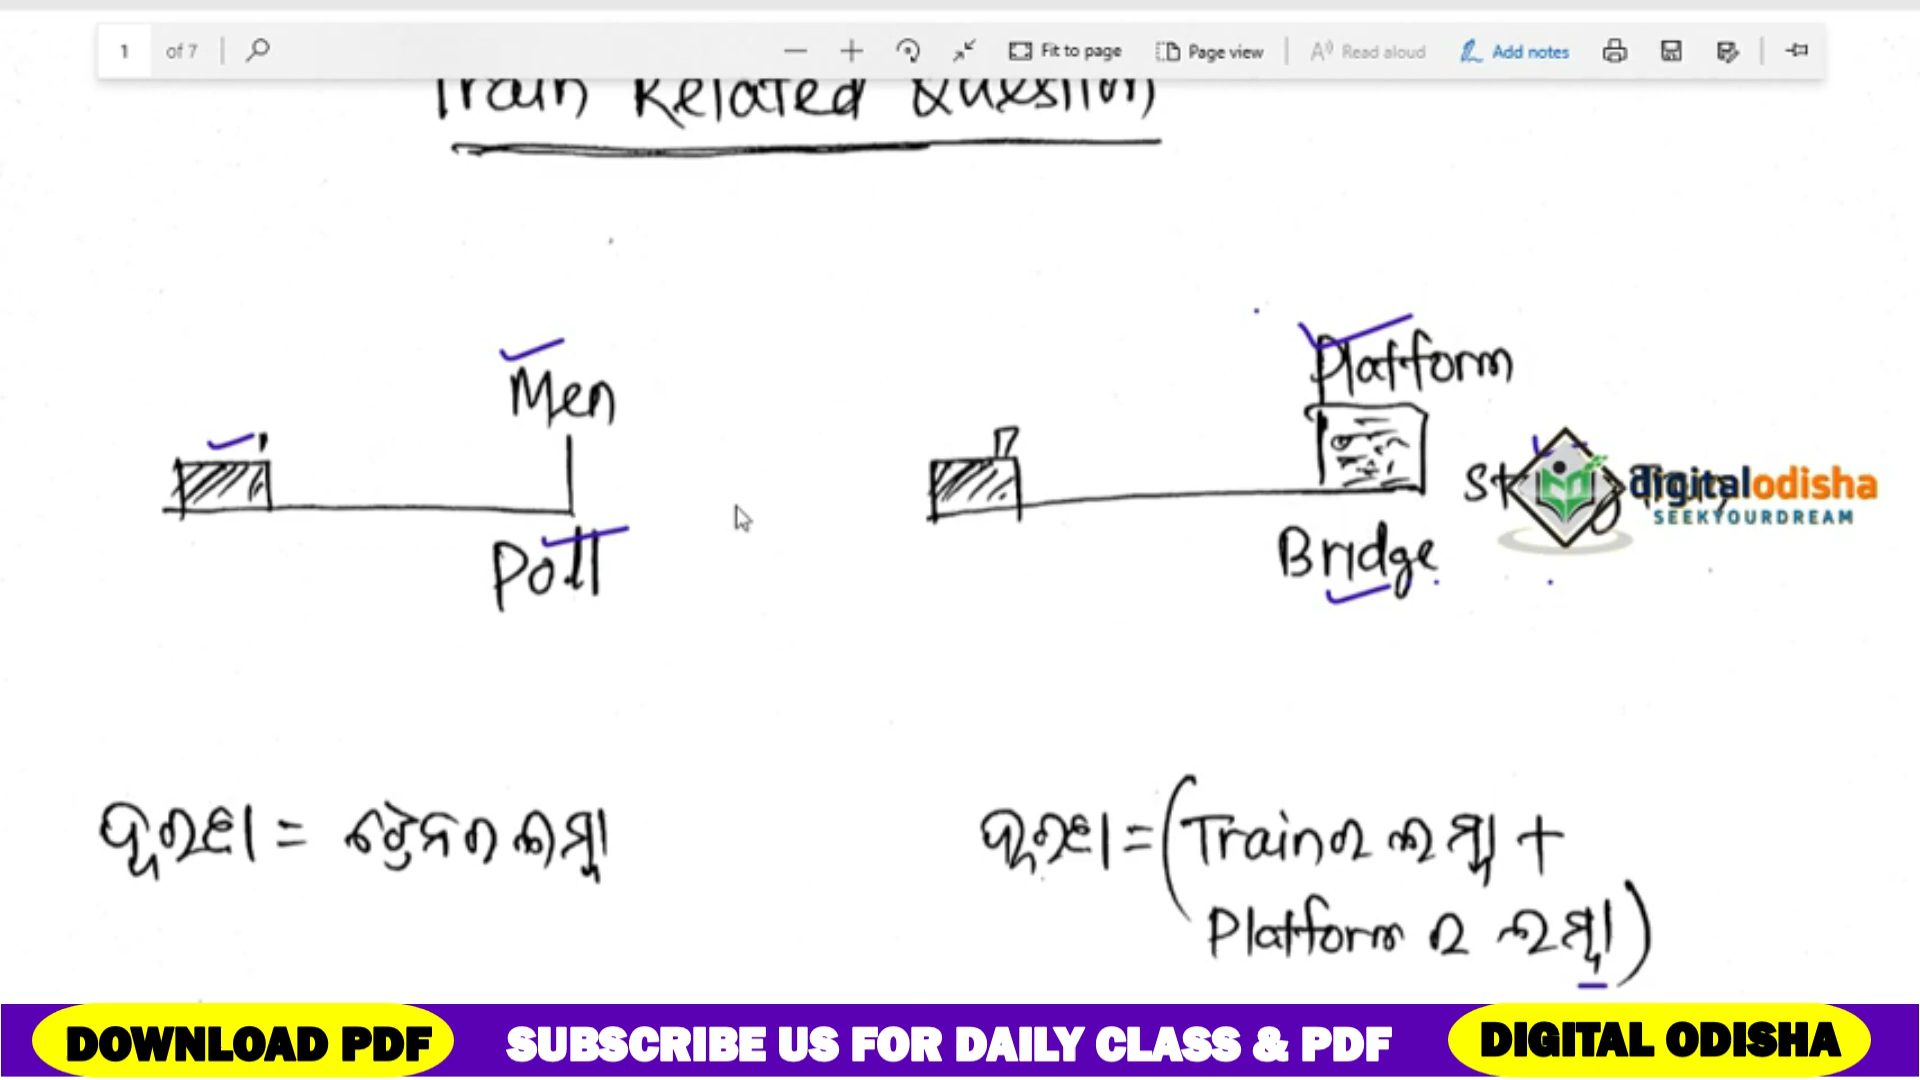 1 of 7 Fit to page Page view Read aloud Add notes
Train Related Question
Men
Platform
digitalodisha
SEEKYOURDREAM
Bridge
Poll
ଦୂରତା = ଟ୍ରେନର ଲମ୍ବା
ଦୂରତା = (Trainର ଲମ୍ବା +
Platform ର ଲମ୍ବା)
DOWNLOAD PDF SUBSCRIBE US FOR DAILY CLASS & PDF DIGITAL ODISHA